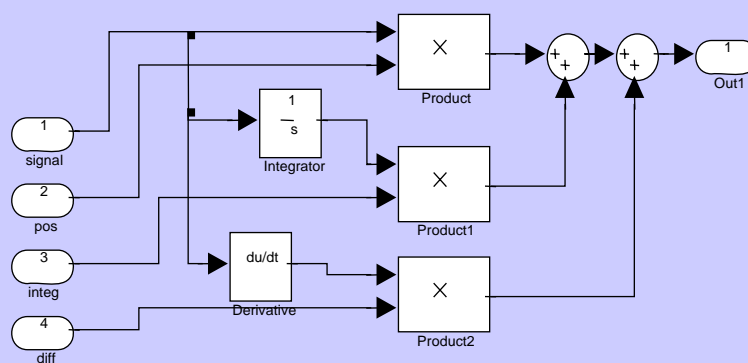 1
signal
2
pos
3
integ
4
diff
1
s
Integrator
du/dt
Derivative
×
Product
×
Product1
×
Product2
+
+
+
+
1
Out1